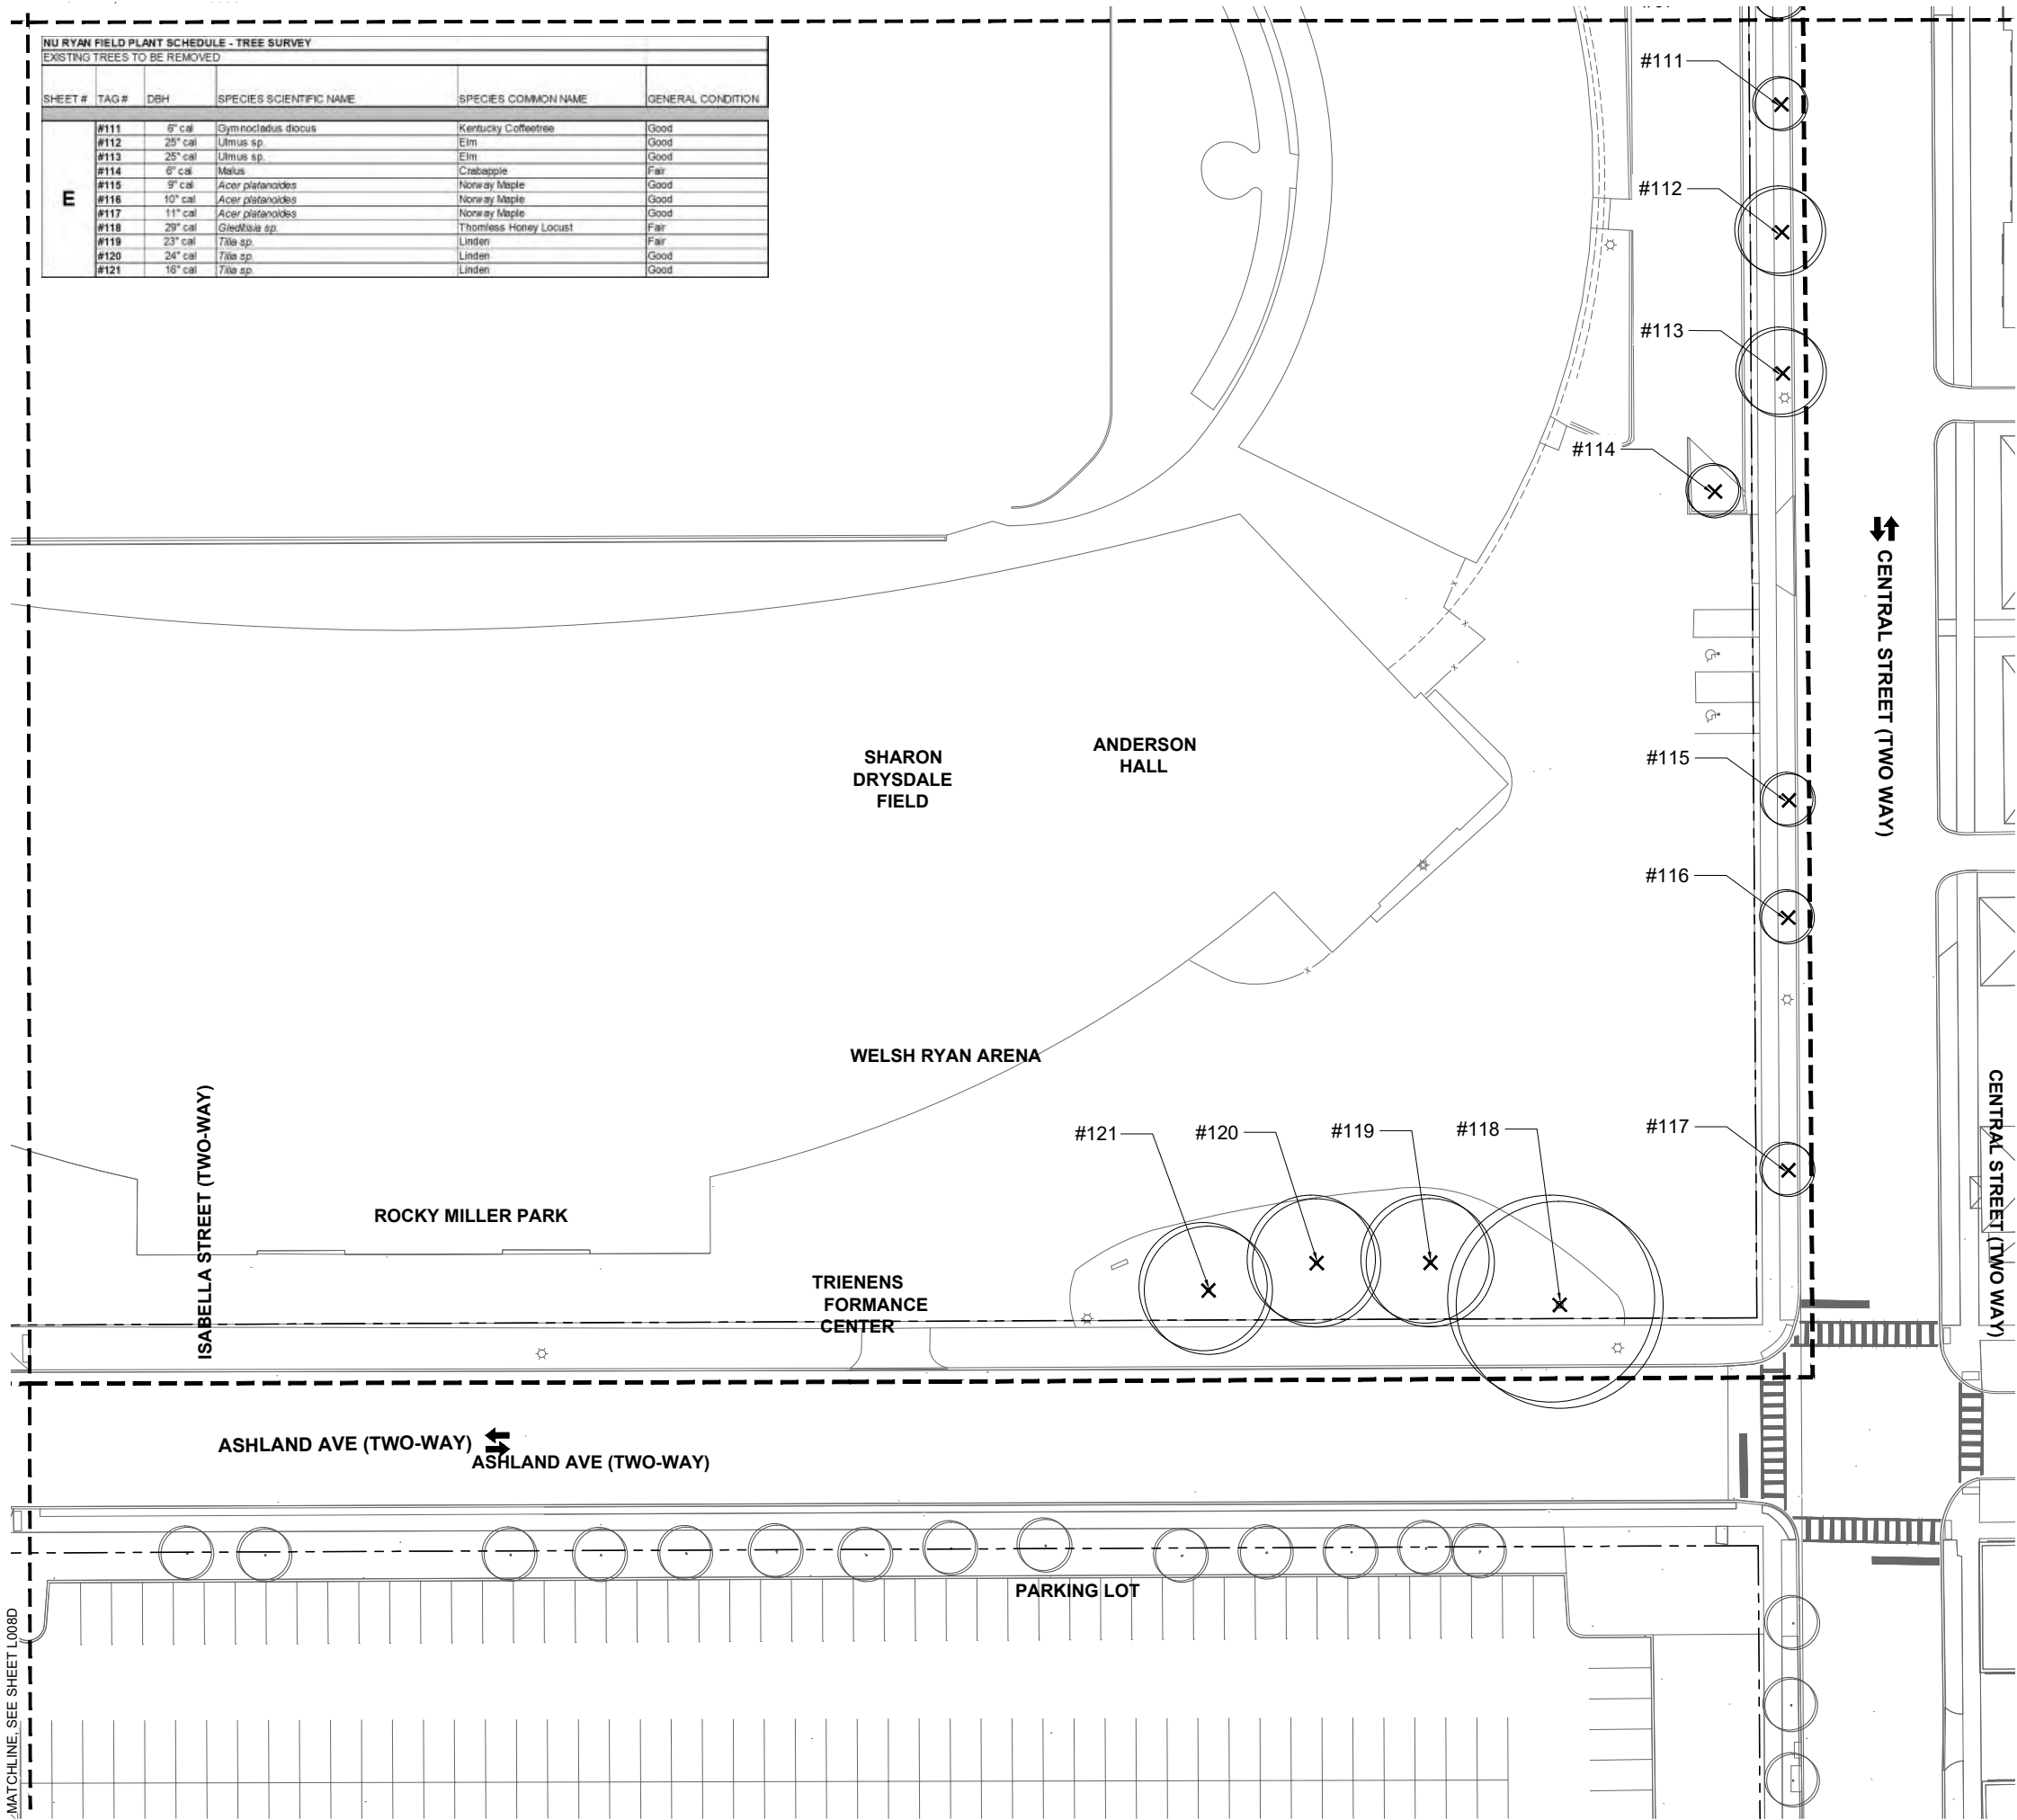 NU RYAN FIELD PLANT SCHEDULE - TREE SURVEY
EXISTING TREES TO BE REMOVED
SHEET # TAG # DBH SPECIES SCIENTIFIC NAME SPECIES COMMON NAME GENERAL CONDITION
E
#111 6" cal Gymnocladus diocus Kentucky Coffeetree Good
#112 25" cal Ulmus sp. Elm Good
#113 25" cal Ulmus sp. Elm Good
#114 6" cal Malus Crabapple Fair
#115 9" cal Acer platanoides Norway Maple Good
#116 10" cal Acer platanoides Norway Maple Good
#117 11" cal Acer platanoides Norway Maple Good
#118 29" cal Gleditisia sp. Thornless Honey Locust Fair
#119 23" cal Tilia sp. Linden Fair
#120 24" cal Tilia sp. Linden Good
#121 16" cal Tilia sp. Linden Good
#111
#112
#113
#114
CENTRAL STREET (TWO WAY)
SHARON
DRYSDALE
FIELD
ANDERSON
HALL
#115
#116
WELSH RYAN ARENA
CENTRAL STREET (TWO WAY)
ISABELLA STREET (TWO-WAY)
#121
#120
#119
#118
#117
ROCKY MILLER PARK
TRIENENS
FORMANCE
CENTER
ASHLAND AVE (TWO-WAY)
ASHLAND AVE (TWO-WAY)
PARKING LOT
MATCHLINE, SEE SHEET L008D